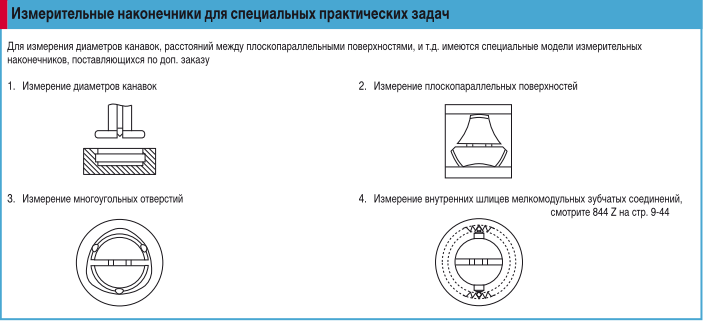 Измерительные наконечники для специальных практических задач
Для измерения диаметров канавок, расстояний между плоскопараллельными поверхностями, и т.д. имеются специальные модели измерительных
наконечников, поставляющихся по доп. заказу
1. Измерение диаметров канавок
2. Измерение плоскопараллельных поверхностей
3. Измерение многоугольных отверстий
4. Измерение внутренних шлицев мелкомодульных зубчатых соединений,
смотрите 844 Z на стр. 9-44